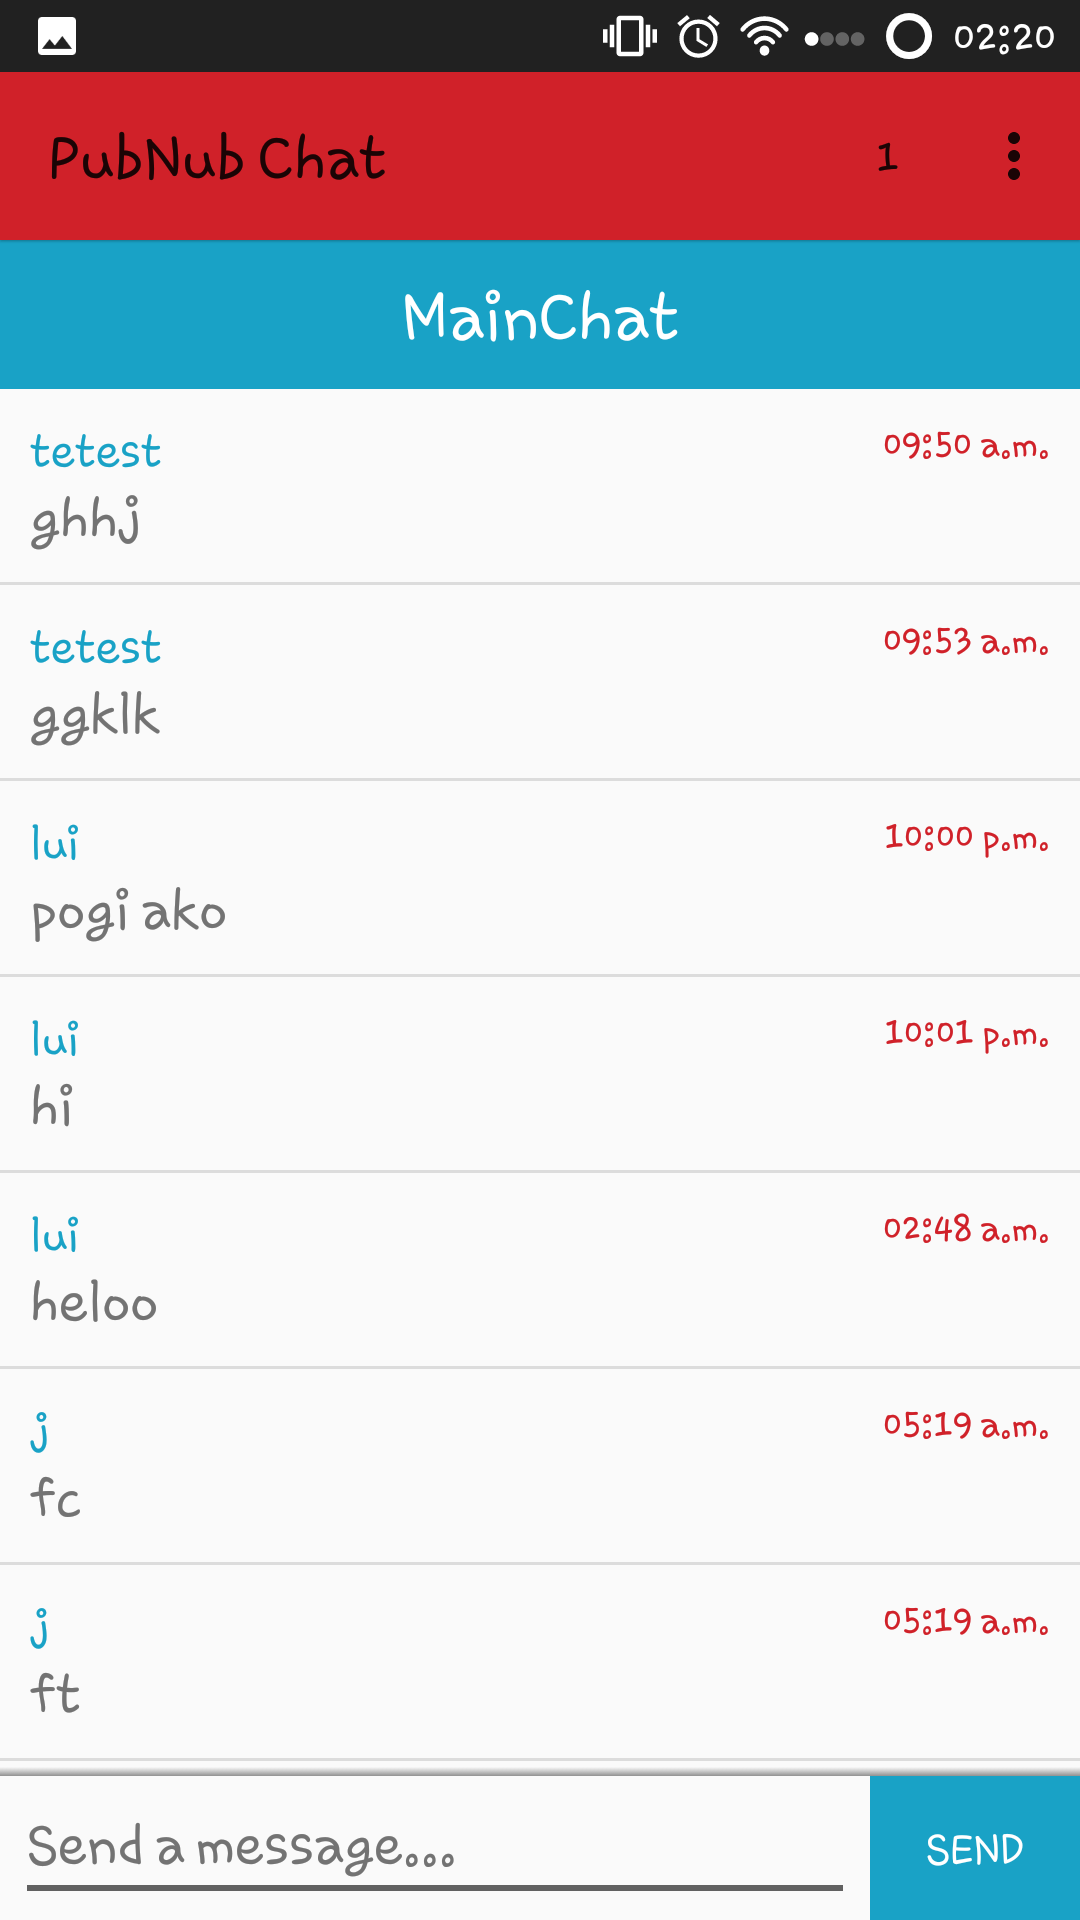 02:20
PubNub Chat 1
MainChat
tetest 09:50 a.m.
ghhj
tetest 09:53 a.m.
ggklk
lui 10:00 p.m.
pogi ako
lui 10:01 p.m.
hi
lui 02:48 a.m.
heloo
j 05:19 a.m.
fc
j 05:19 a.m.
ft
Send a message... SEND